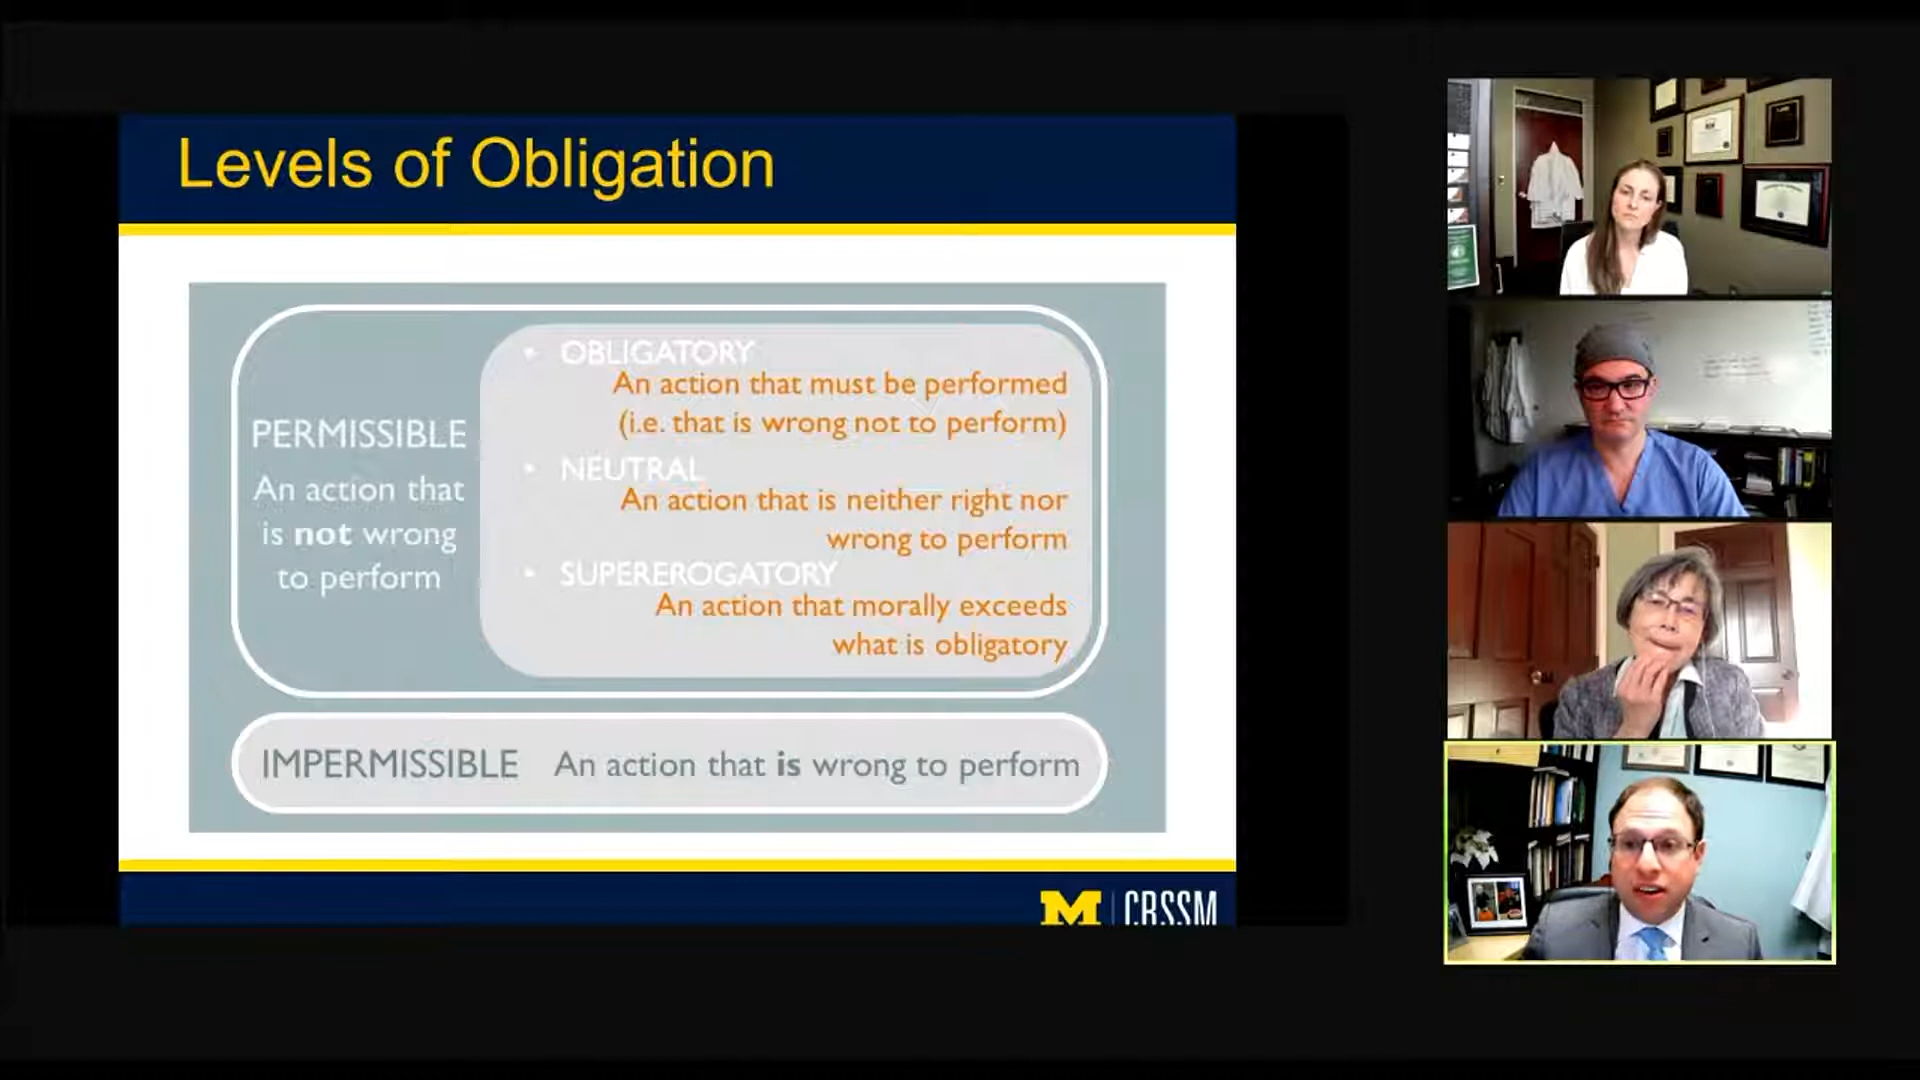 Levels of Obligation
PERMISSIBLE
An action that
is not wrong
to perform
• OBLIGATORY
An action that must be performed
(i.e. that is wrong not to perform)
• NEUTRAL
An action that is neither right nor
wrong to perform
• SUPEREROGATORY
An action that morally exceeds
what is obligatory
IMPERMISSIBLE An action that is wrong to perform
M | CBSSM